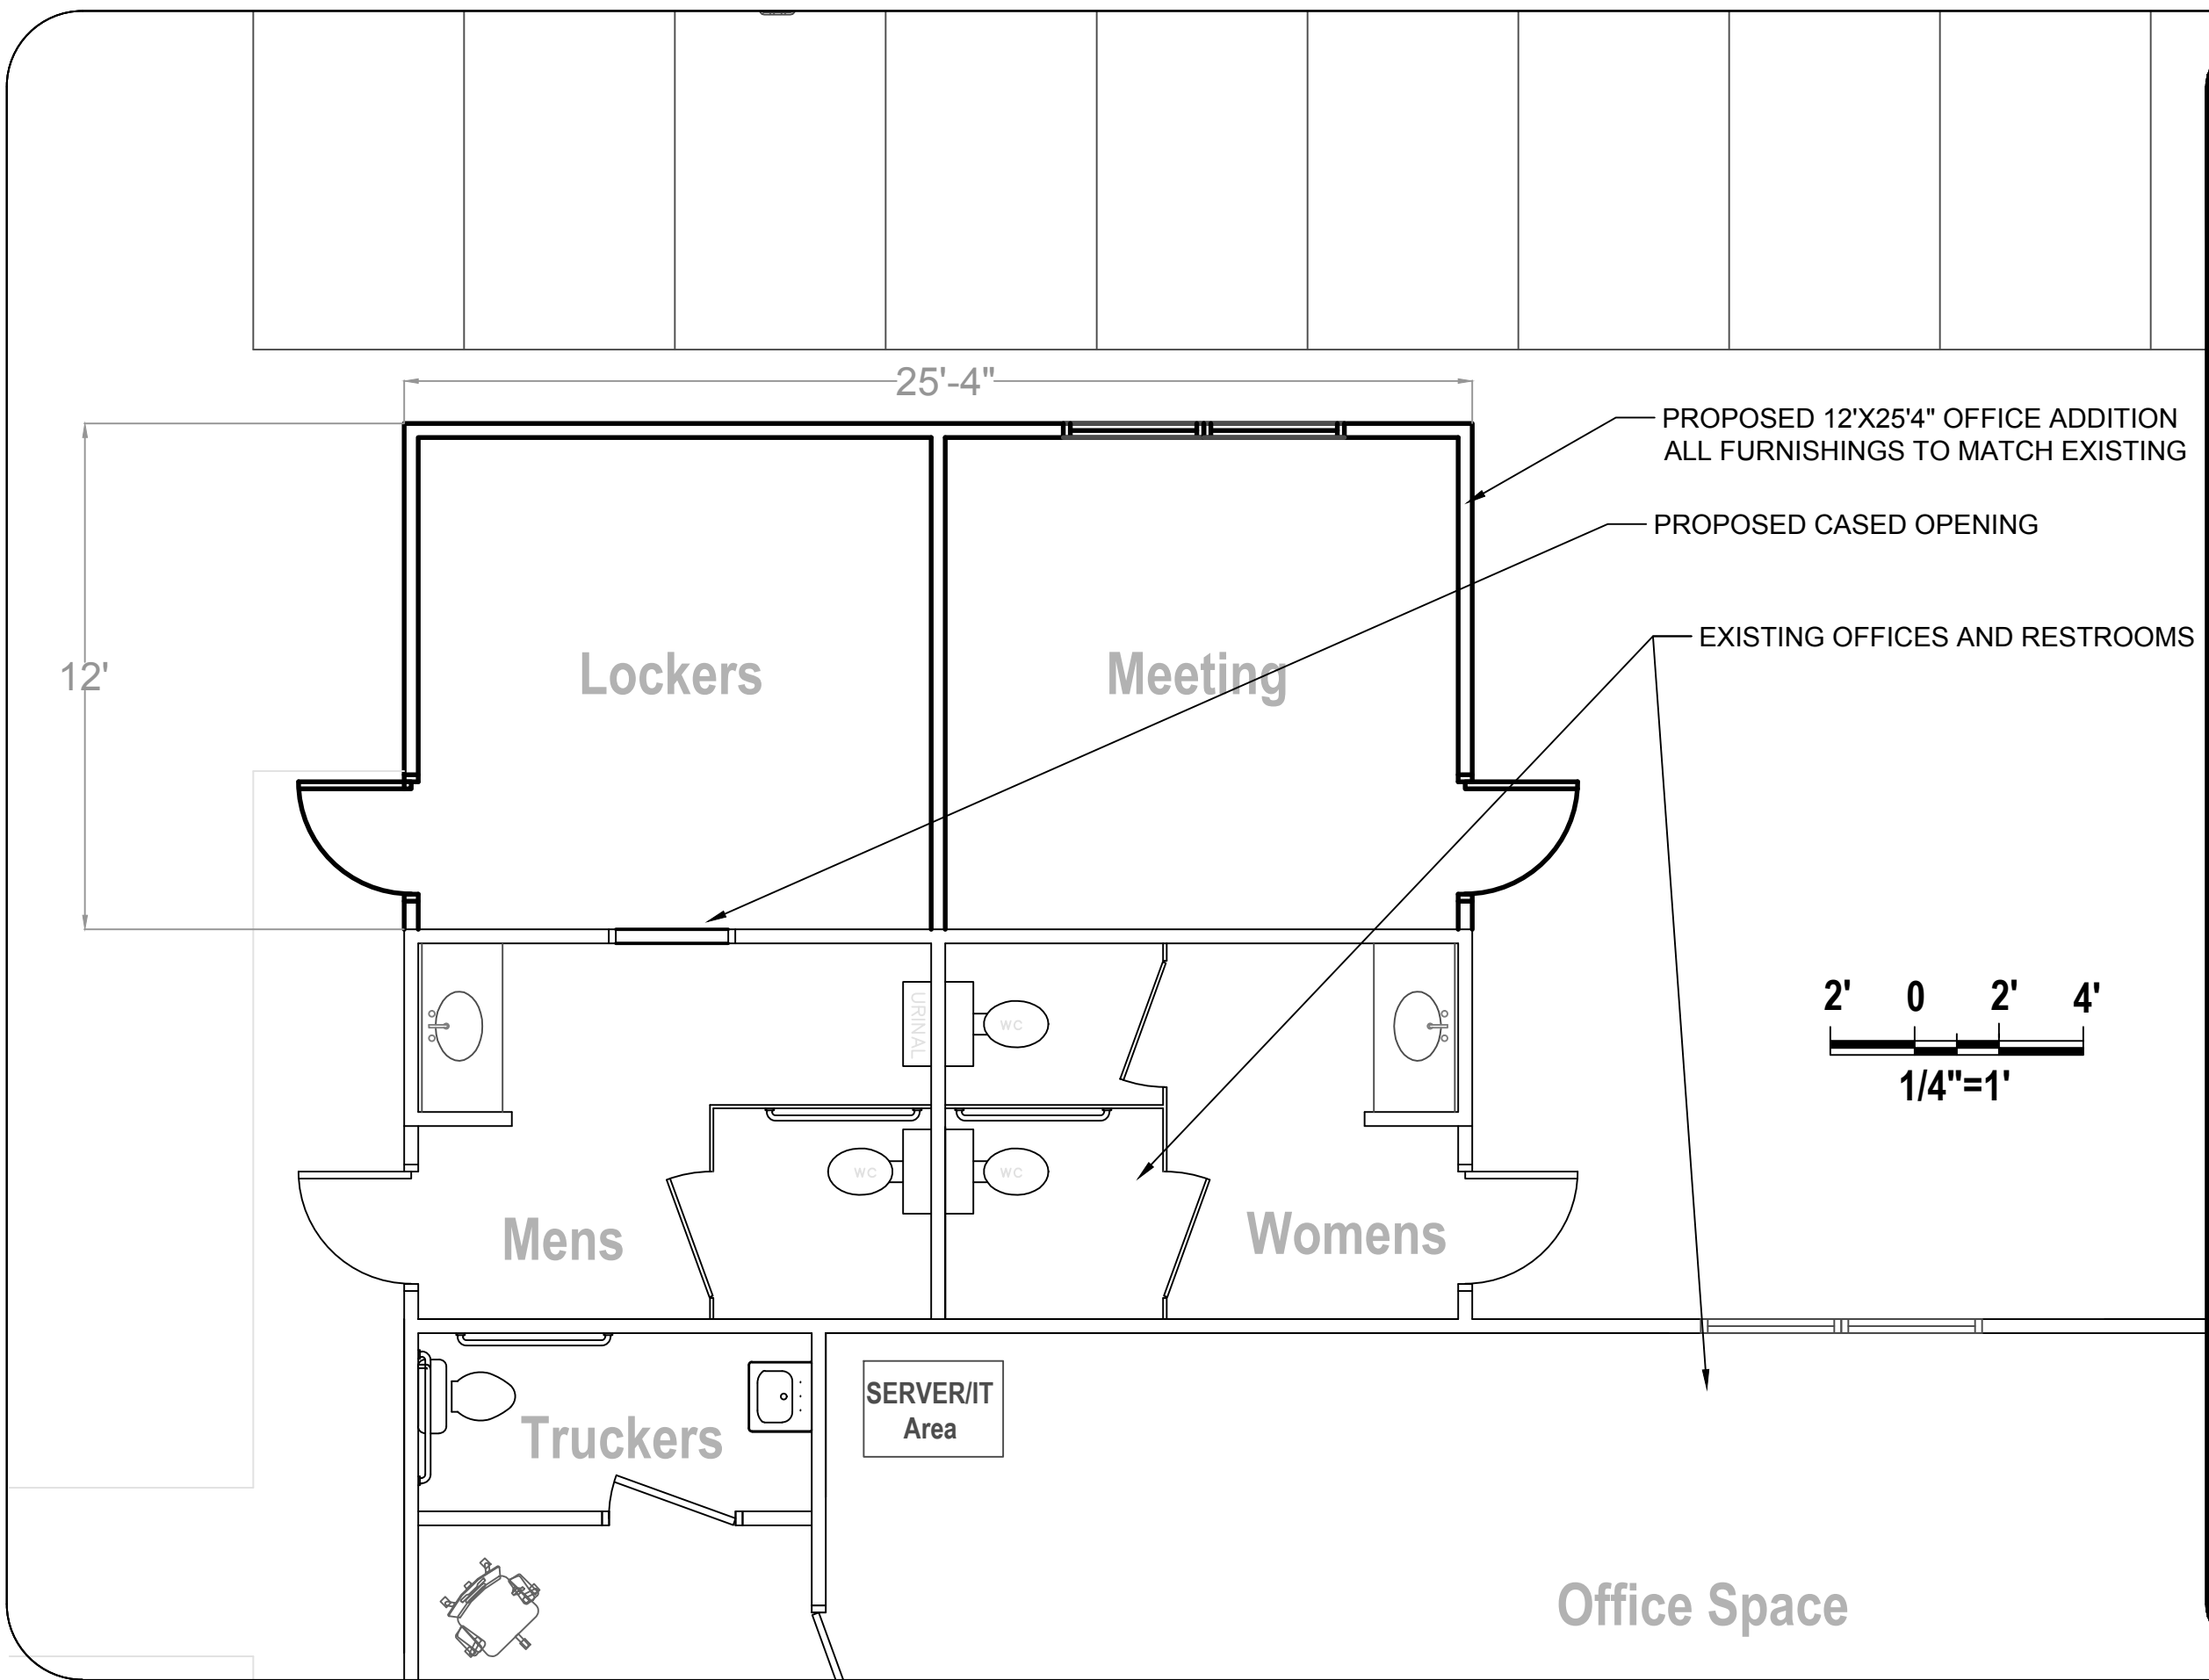 25'-4"
PROPOSED 12'X25'4" OFFICE ADDITION
ALL FURNISHINGS TO MATCH EXISTING
PROPOSED CASED OPENING
EXISTING OFFICES AND RESTROOMS
12'
Lockers
Meeting
2' 0 2' 4'
1/4"=1'
URINAL
WC
WC
WC
Mens
Womens
SERVER/IT
Area
Truckers
Office Space